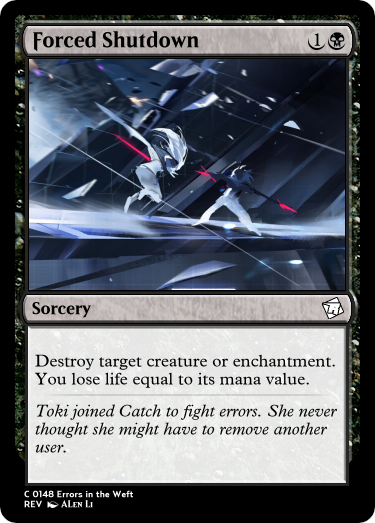 Forced Shutdown
1
Sorcery
Destroy target creature or enchantment.
You lose life equal to its mana value.
Toki joined Catch to fight errors. She never
thought she might have to remove another
user.
C 0148 Errors in the Weft
REV ALen Li